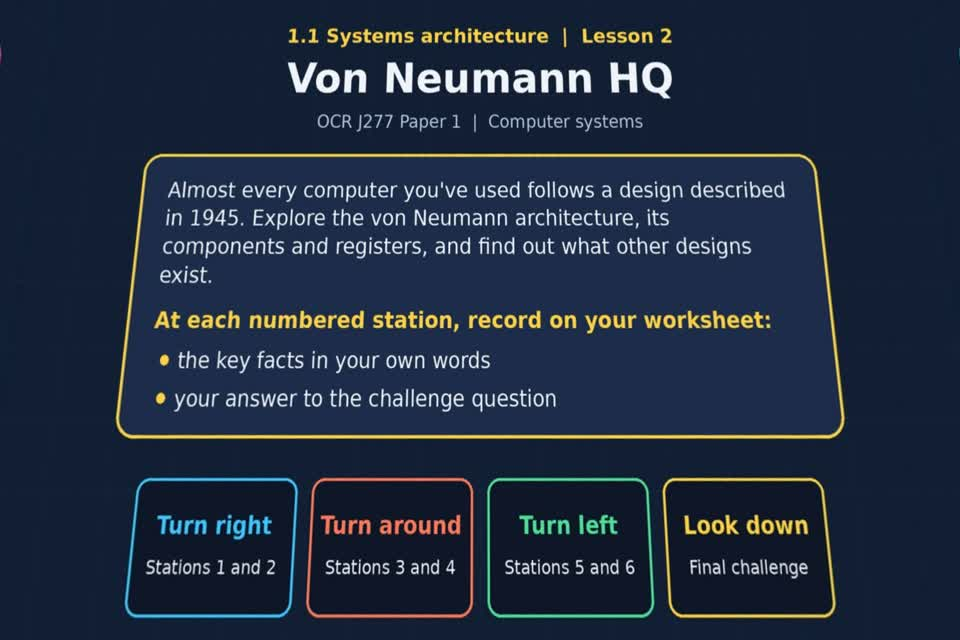 1.1 Systems architecture | Lesson 2
Von Neumann HQ
OCR J277 Paper 1 | Computer systems
Almost every computer you've used follows a design described
in 1945. Explore the von Neumann architecture, its
components and registers, and find out what other designs
exist.
At each numbered station, record on your worksheet:
• the key facts in your own words
• your answer to the challenge question
Turn right
Stations 1 and 2
Turn around
Stations 3 and 4
Turn left
Stations 5 and 6
Look down
Final challenge